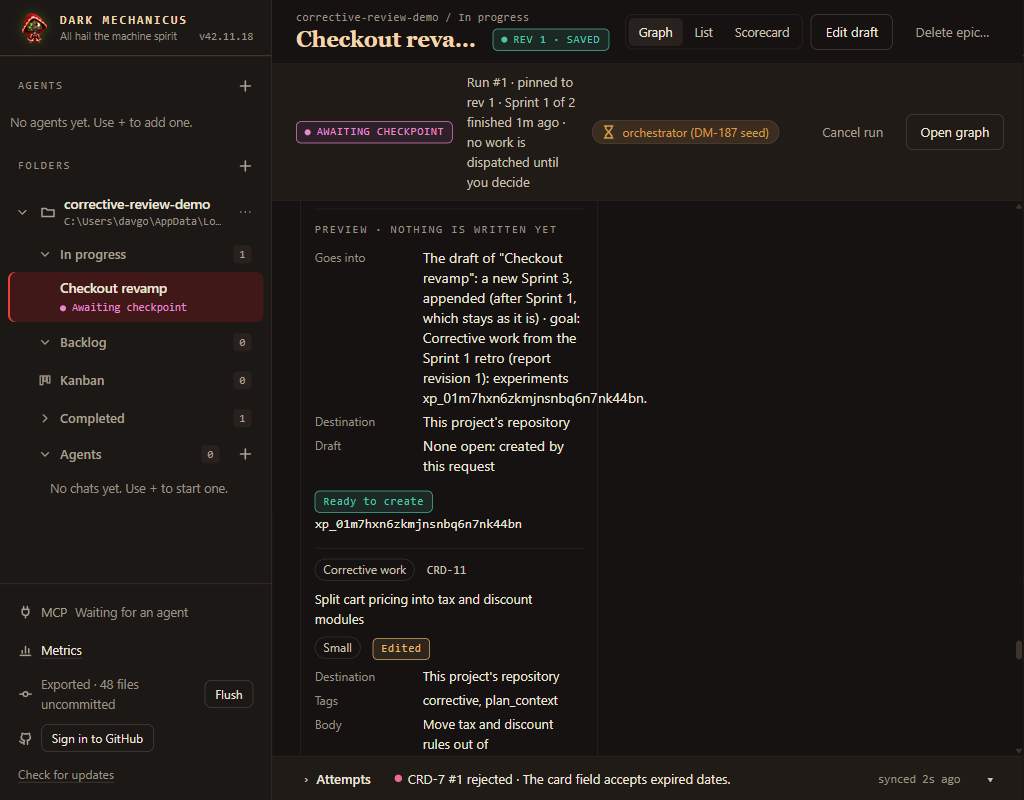 DARK MECHANICUS
All hail the machine spirit v42.11.18
AGENTS
No agents yet. Use + to add one.
FOLDERS
corrective-review-demo
C:\Users\davgo\AppData\Lo…
In progress 1
Checkout revamp
Awaiting checkpoint
Backlog 0
Kanban 0
Completed 1
Agents 0
No chats yet. Use + to start one.
MCP Waiting for an agent
Metrics
Exported · 48 files
uncommitted
Flush
Sign in to GitHub
Check for updates
corrective-review-demo / In progress
Checkout reva…
REV 1 · SAVED
Graph List Scorecard
Edit draft
Delete epic…
AWAITING CHECKPOINT
Run #1 · pinned to
rev 1 · Sprint 1 of 2
finished 1m ago ·
no work is
dispatched until
you decide
orchestrator (DM-187 seed)
Cancel run
Open graph
PREVIEW · NOTHING IS WRITTEN YET
Goes into
The draft of "Checkout
revamp": a new Sprint 3,
appended (after Sprint 1,
which stays as it is) · goal:
Corrective work from the
Sprint 1 retro (report
revision 1): experiments
xp_01m7hxn6zkmjnsnbq6n7nk44bn.
Destination This project's repository
Draft None open: created by
this request
Ready to create
xp_01m7hxn6zkmjnsnbq6n7nk44bn
Corrective work CRD-11
Split cart pricing into tax and discount
modules
Small Edited
Destination This project's repository
Tags corrective, plan_context
Body Move tax and discount
rules out of
Attempts CRD-7 #1 rejected · The card field accepts expired dates.
synced 2s ago